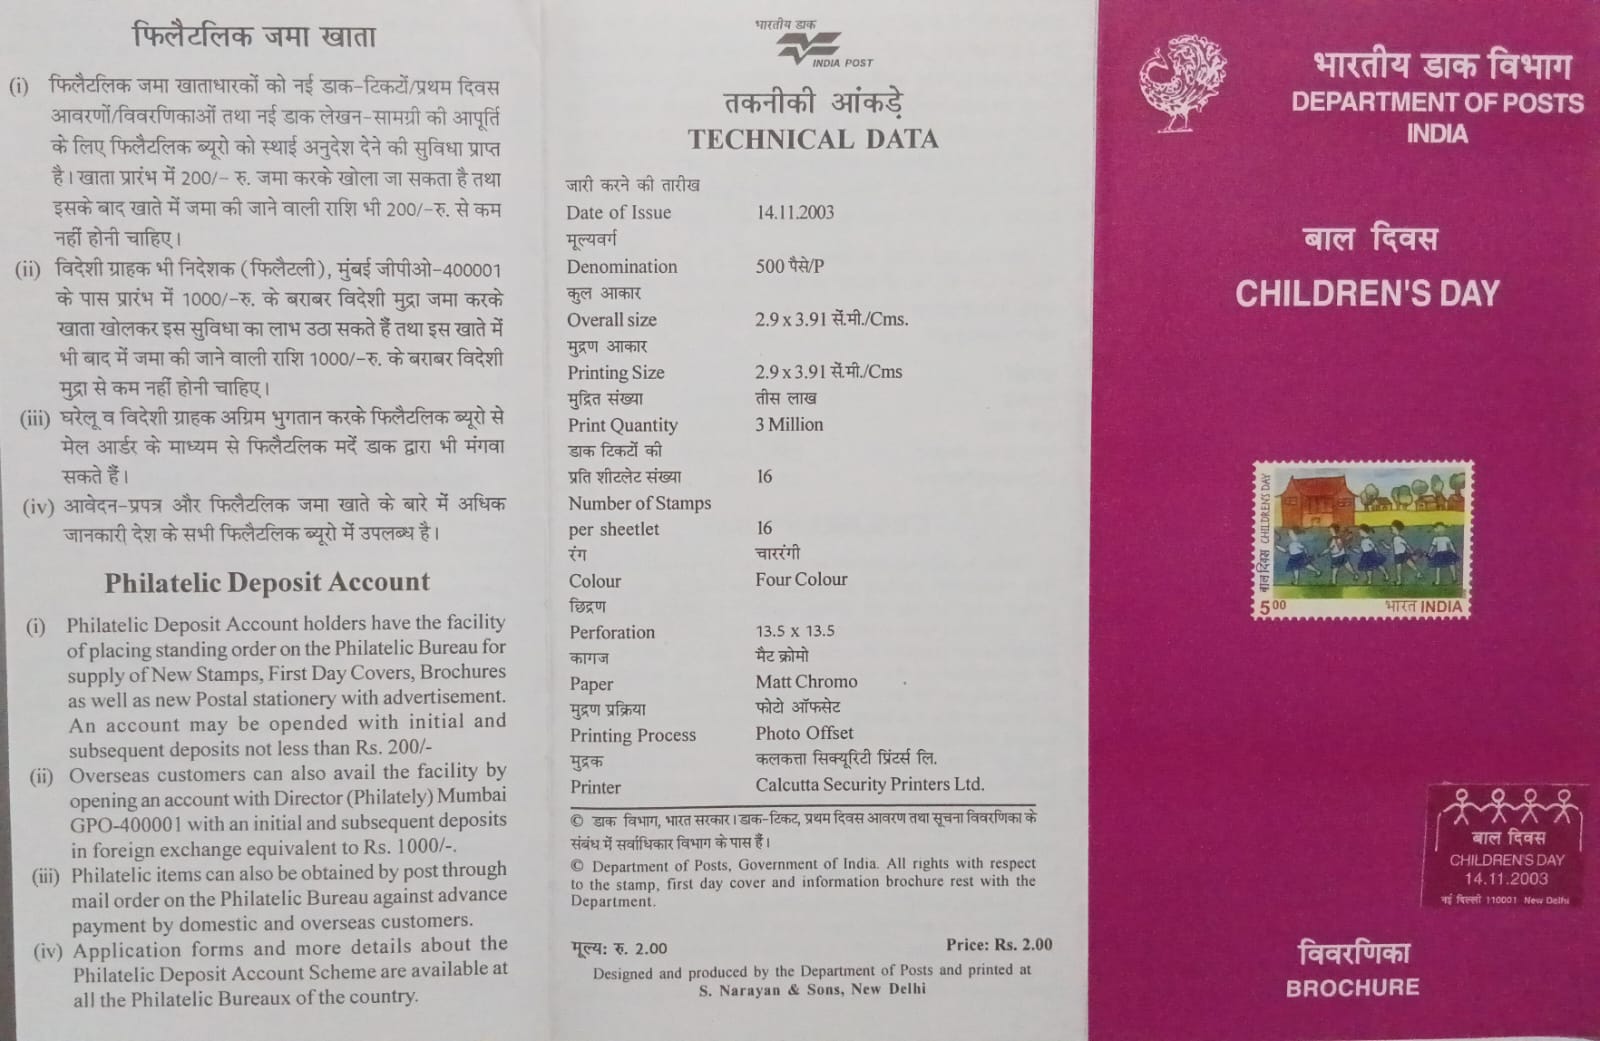 फिलैटलिक जमा खाता
(i) फिलैटलिक जमा खाताधारकों को नई डाक-टिकटों/प्रथम दिवस
आवरणों/विवरणिकाओं तथा नई डाक लेखन-सामग्री की आपूर्ति
के लिए फिलैटलिक ब्यूरो को स्थाई अनुदेश देने की सुविधा प्राप्त
है। खाता प्रारंभ में 200/- रु. जमा करके खोला जा सकता है तथा
इसके बाद खाते में जमा की जाने वाली राशि भी 200/-रु. से कम
नहीं होनी चाहिए।
(ii) विदेशी ग्राहक भी निदेशक (फिलैटली), मुंबई जीपीओ-400001
के पास प्रारंभ में 1000/-रु. के बराबर विदेशी मुद्रा जमा करके
खाता खोलकर इस सुविधा का लाभ उठा सकते हैं तथा इस खाते में
भी बाद में जमा की जाने वाली राशि 1000/-रु. के बराबर विदेशी
मुद्रा से कम नहीं होनी चाहिए।
(iii) घरेलू व विदेशी ग्राहक अग्रिम भुगतान करके फिलैटलिक ब्यूरो से
मेल आर्डर के माध्यम से फिलैटलिक मदें डाक द्वारा भी मंगवा
सकते हैं।
(iv) आवेदन-प्रपत्र और फिलैटलिक जमा खाते के बारे में अधिक
जानकारी देश के सभी फिलैटलिक ब्यूरो में उपलब्ध है।
Philatelic Deposit Account
(i) Philatelic Deposit Account holders have the facility
of placing standing order on the Philatelic Bureau for
supply of New Stamps, First Day Covers, Brochures
as well as new Postal stationery with advertisement.
An account may be opended with initial and
subsequent deposits not less than Rs. 200/-
(ii) Overseas customers can also avail the facility by
opening an account with Director (Philately) Mumbai
GPO-400001 with an initial and subsequent deposits
in foreign exchange equivalent to Rs. 1000/-.
(iii) Philatelic items can also be obtained by post through
mail order on the Philatelic Bureau against advance
payment by domestic and overseas customers.
(iv) Application forms and more details about the
Philatelic Deposit Account Scheme are available at
all the Philatelic Bureaux of the country.
भारतीय डाक
INDIA POST
तकनीकी आंकड़े
TECHNICAL DATA
जारी करने की तारीख
Date of Issue 14.11.2003
मूल्यवर्ग
Denomination 500 पैसे/P
कुल आकार
Overall size 2.9 x 3.91 सें.मी./Cms.
मुद्रण आकार
Printing Size 2.9 x 3.91 सें.मी./Cms
मुद्रित संख्या तीस लाख
Print Quantity 3 Million
डाक टिकटों की
प्रति शीटलेट संख्या 16
Number of Stamps
per sheetlet 16
रंग चाररंगी
Colour Four Colour
छिद्रण
Perforation 13.5 x 13.5
कागज मैट क्रोमो
Paper Matt Chromo
मुद्रण प्रक्रिया फोटो ऑफसेट
Printing Process Photo Offset
मुद्रक कलकत्ता सिक्यूरिटी प्रिंटर्स लि.
Printer Calcutta Security Printers Ltd.
© डाक विभाग, भारत सरकार। डाक-टिकट, प्रथम दिवस आवरण तथा सूचना विवरणिका के
संबंध में सर्वाधिकार विभाग के पास हैं।
© Department of Posts, Government of India. All rights with respect
to the stamp, first day cover and information brochure rest with the
Department.
मूल्य: रु. 2.00 Price: Rs. 2.00
Designed and produced by the Department of Posts and printed at
S. Narayan & Sons, New Delhi
भारतीय डाक विभाग
DEPARTMENT OF POSTS
INDIA
बाल दिवस
CHILDREN'S DAY
बाल दिवस CHILDREN'S DAY
5.00 भारत INDIA
बाल दिवस
CHILDREN'S DAY
14.11.2003
नई दिल्ली 110001 New Delhi
विवरणिका
BROCHURE